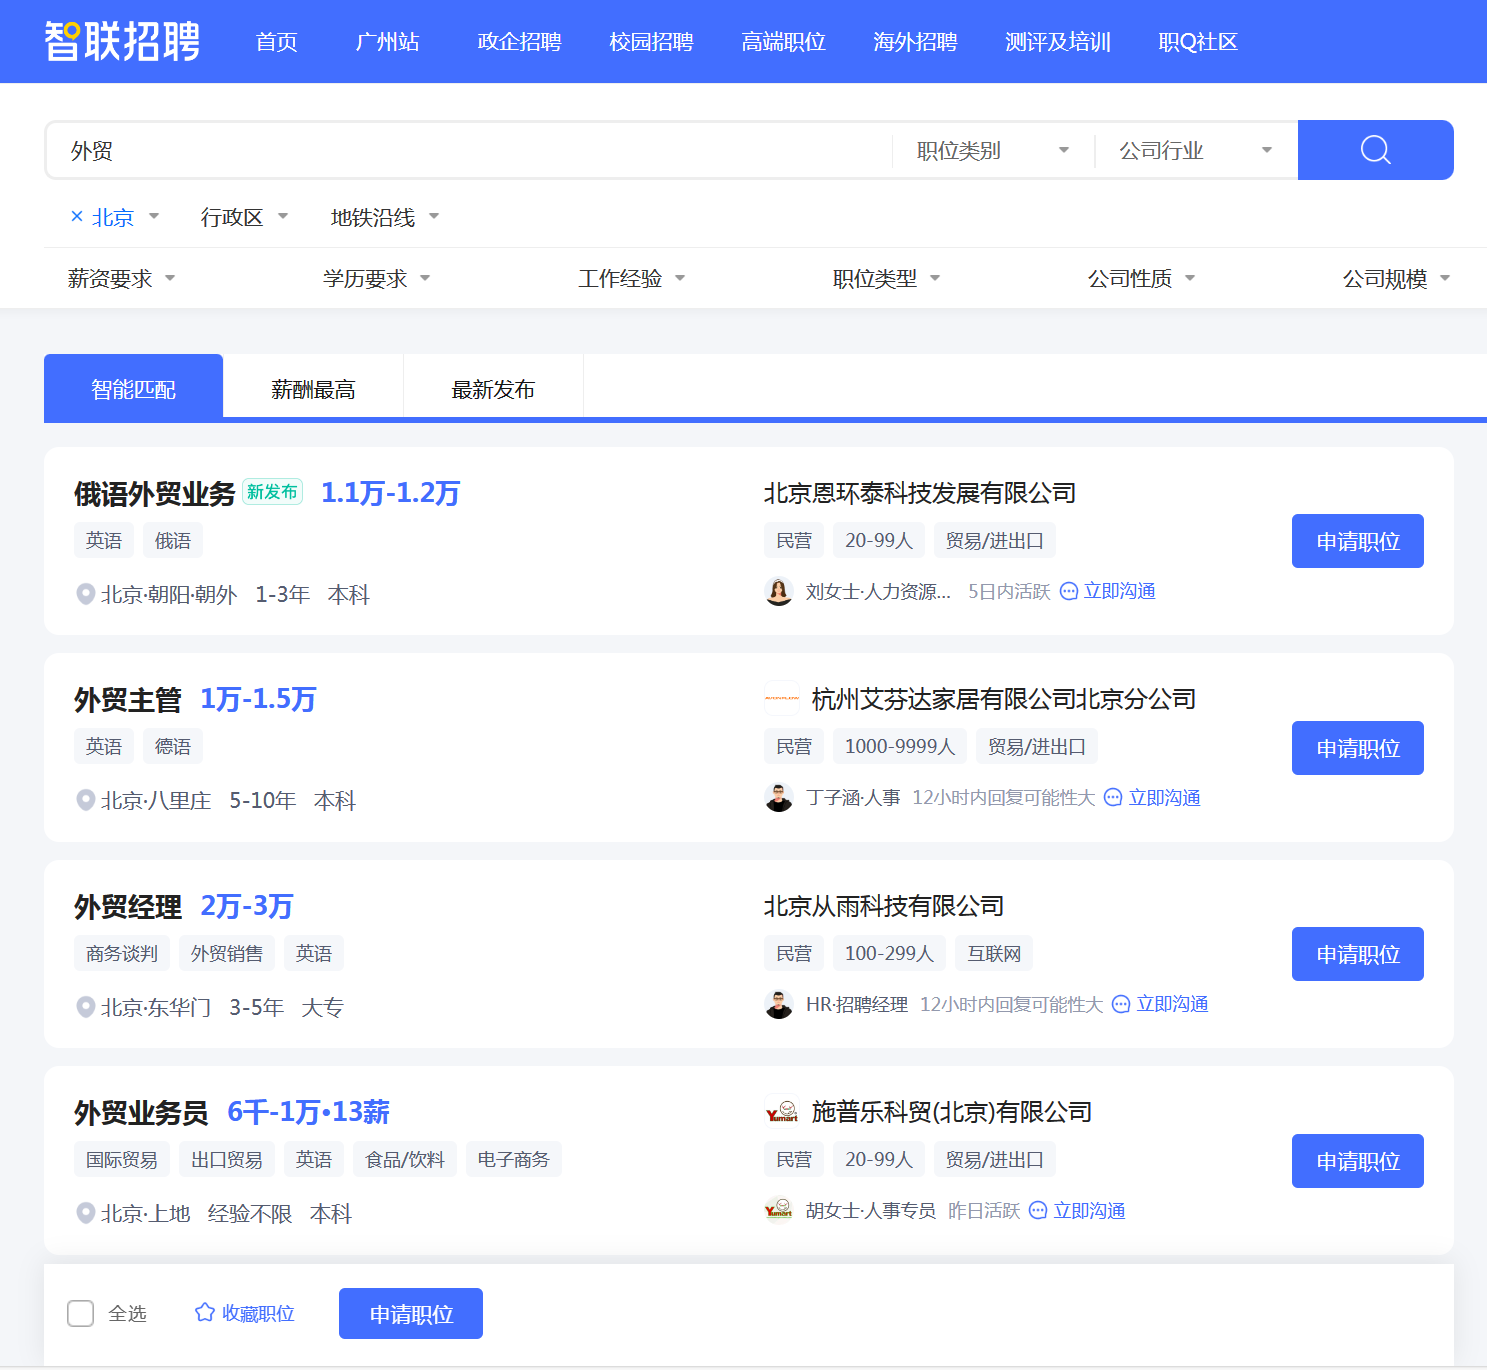 智联招聘 首页 广州站 政企招聘 校园招聘 高端职位 海外招聘 测评及培训 职Q社区
外贸 职位类别 公司行业
× 北京 行政区 地铁沿线
薪资要求 学历要求 工作经验 职位类型 公司性质 公司规模
智能匹配 薪酬最高 最新发布
俄语外贸业务 新发布 1.1万-1.2万 北京恩环泰科技发展有限公司
英语 俄语 民营 20-99人 贸易/进出口 申请职位
北京·朝阳·朝外 1-3年 本科 刘女士·人力资源... 5日内活跃 立即沟通
外贸主管 1万-1.5万 杭州艾芬达家居有限公司北京分公司
英语 德语 民营 1000-9999人 贸易/进出口 申请职位
北京·八里庄 5-10年 本科 丁子涵·人事 12小时内回复可能性大 立即沟通
外贸经理 2万-3万 北京从雨科技有限公司
商务谈判 外贸销售 英语 民营 100-299人 互联网 申请职位
北京·东华门 3-5年 大专 HR·招聘经理 12小时内回复可能性大 立即沟通
外贸业务员 6千-1万·13薪 Yumart 施普乐科贸(北京)有限公司
国际贸易 出口贸易 英语 食品/饮料 电子商务 民营 20-99人 贸易/进出口 申请职位
北京·上地 经验不限 本科 Yumart 胡女士·人事专员 昨日活跃 立即沟通
全选 收藏职位 申请职位